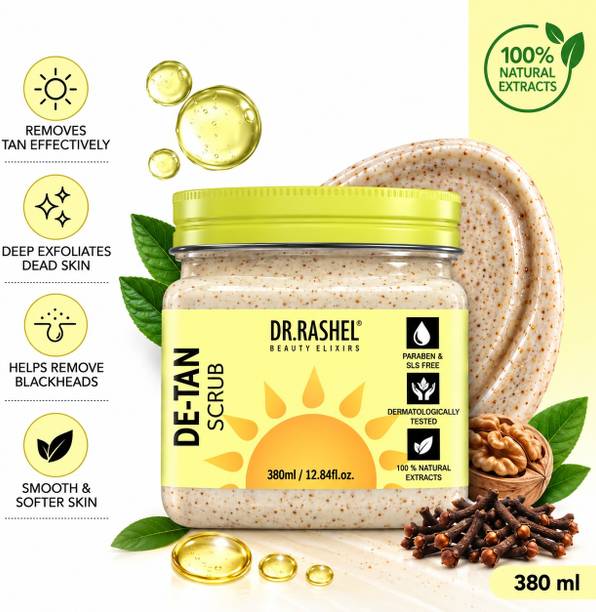 100%
NATURAL
EXTRACTS
REMOVES
TAN EFFECTIVELY
DEEP EXFOLIATES
DEAD SKIN
HELPS REMOVE
BLACKHEADS
SMOOTH &
SOFTER SKIN
DR.RASHEL®
BEAUTY ELIXIRS
DE-TAN
SCRUB
PARABEN &
SLS FREE
DERMATOLOGICALLY
TESTED
100 % NATURAL
EXTRACTS
380ml / 12.84fl.oz.
380 ml